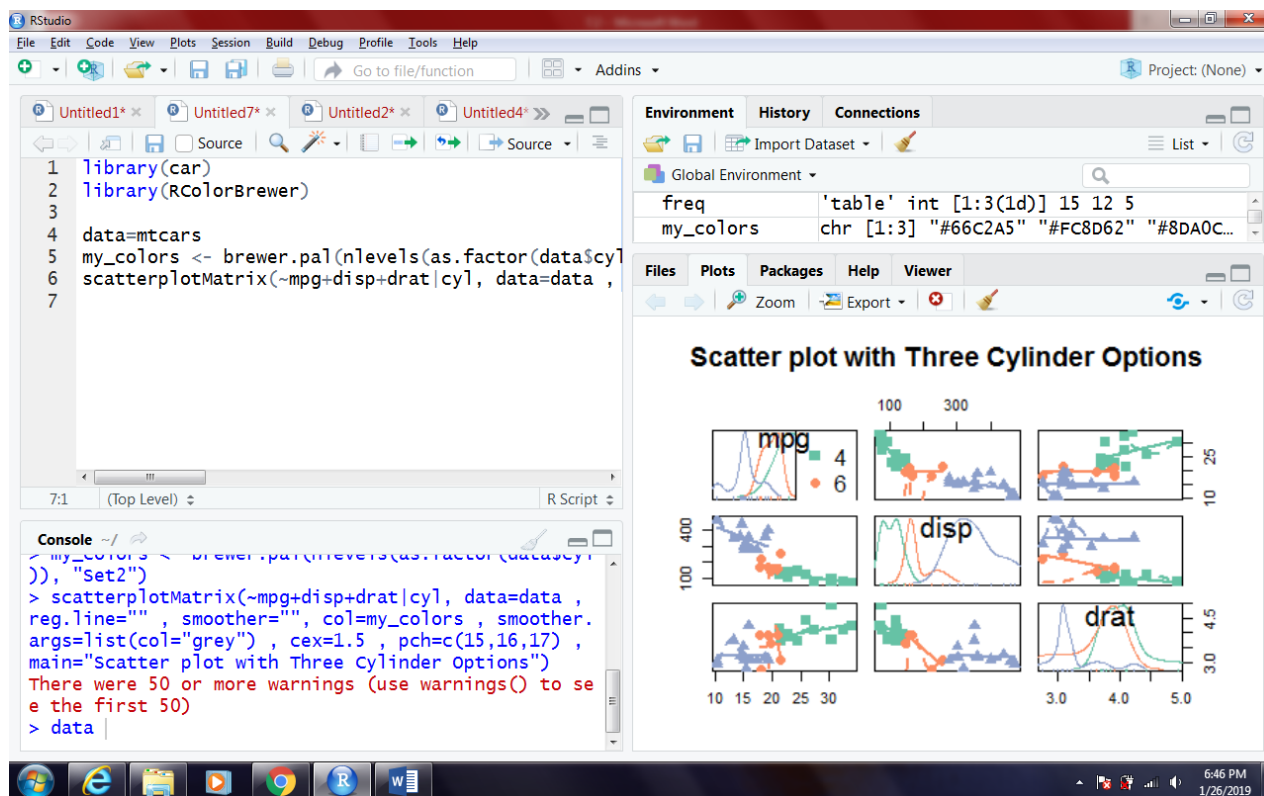 RStudio
File Edit Code View Plots Session Build Debug Profile Tools Help
Go to file/function Addins Project: (None)
Untitled1* Untitled7* Untitled2* Untitled4*
Source Source
1 library(car)
2 library(RColorBrewer)
3
4 data=mtcars
5 my_colors <- brewer.pal(nlevels(as.factor(data$cyl
6 scatterplotMatrix(~mpg+disp+drat|cyl, data=data ,
7
7:1 (Top Level) R Script
Console ~/
> my_colors <- brewer.pal(nlevels(as.factor(data$cyl
)), "Set2")
> scatterplotMatrix(~mpg+disp+drat|cyl, data=data ,
reg.line="" , smoother="", col=my_colors , smoother.
args=list(col="grey") , cex=1.5 , pch=c(15,16,17) ,
main="Scatter plot with Three Cylinder Options")
There were 50 or more warnings (use warnings() to se
e the first 50)
> data
Environment History Connections
Import Dataset List
Global Environment
freq 'table' int [1:3(1d)] 15 12 5
my_colors chr [1:3] "#66C2A5" "#FC8D62" "#8DA0C…
Files Plots Packages Help Viewer
Zoom Export
Scatter plot with Three Cylinder Options
100 300
mpg
4
6
10 25
disp
100 400
drat
3.0 4.5
10 15 20 25 30
3.0 4.0 5.0
6:46 PM
1/26/2019